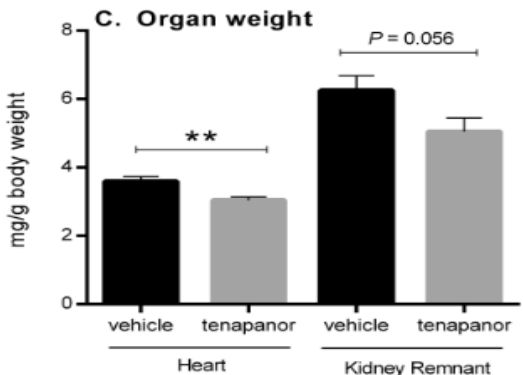 C. Organ weight
mg/g body weight
8
6
4
2
0
**
P = 0.056
vehicle tenapanor vehicle tenapanor
Heart Kidney Remnant